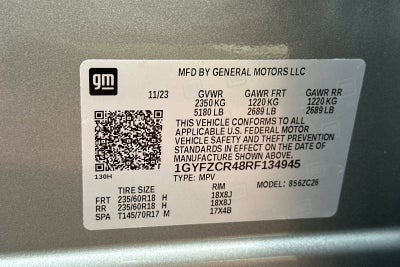 gm
MFD BY GENERAL MOTORS LLC
11/23 GVWR GAWR FRT GAWR RR
2350 KG 1220 KG 1220 KG
5180 LB 2689 LB 2689 LB
THIS VEHICLE CONFORMS TO ALL
APPLICABLE U.S. FEDERAL MOTOR
VEHICLE SAFETY AND THEFT PREVENTION
STANDARDS IN EFFECT ON THE DATE OF
MANUFACTURE SHOWN ABOVE.
1GYFZCR48RF134945
130H
TYPE: MPV MODEL: 856ZC26
TIRE SIZE RIM
FRT 235/60R18 H 18X8J
RR 235/60R18 H 18X8J
SPA T145/70R17 M 17X4B